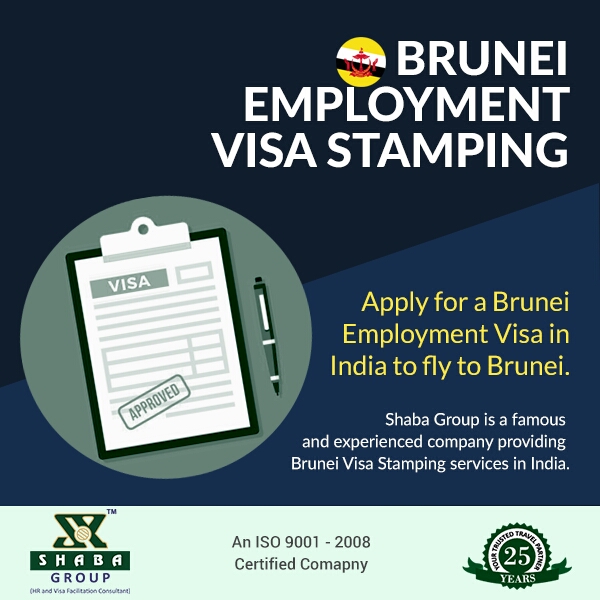 BRUNEI
EMPLOYMENT
VISA STAMPING
VISA
APPROVED
Apply for a Brunei
Employment Visa in
India to fly to Brunei.
Shaba Group is a famous
and experienced company providing
Brunei Visa Stamping services in India.
TM
SHABA
GROUP
(HR and Visa Facilitation Consultant)
An ISO 9001 - 2008
Certified Comapny
YOUR TRUSTED TRAVEL PARTNER
25
YEARS